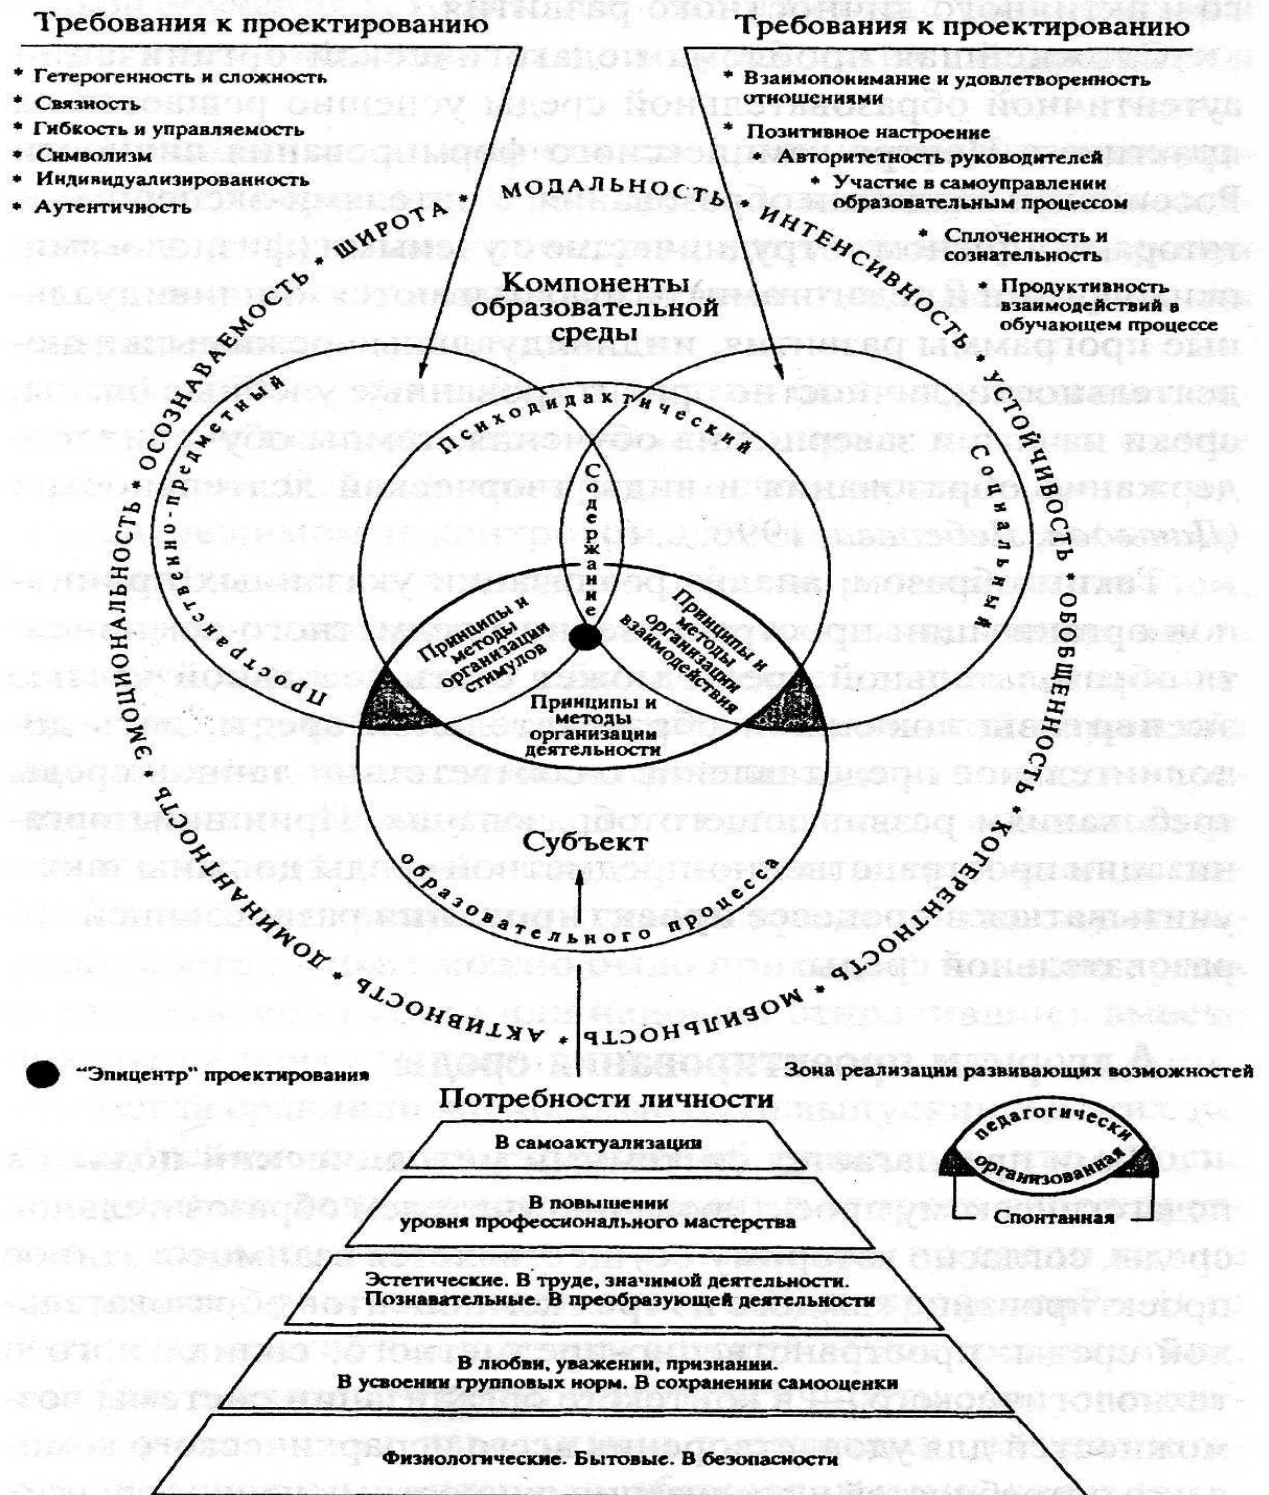 Требования к проектированию
* Гетерогенность и сложность
* Связность
* Гибкость и управляемость
* Символизм
* Индивидуализированность
* Аутентичность
Требования к проектированию
* Взаимопонимание и удовлетворенность
отношениями
* Позитивное настроение
* Авторитетность руководителей
* Участие в самоуправлении
образовательным процессом
* Сплоченность и
сознательность
* Продуктивность
взаимодействий в
обучающем процессе
ШИРОТА * МОДАЛЬНОСТЬ * ИНТЕНСИВНОСТЬ * УСТОЙЧИВОСТЬ * ОБОБЩЕННОСТЬ * КОГЕРЕНТНОСТЬ * МОБИЛЬНОСТЬ * АКТИВНОСТЬ * ДОМИНАНТНОСТЬ * ЭМОЦИОНАЛЬНОСТЬ * ОСОЗНАВАЕМОСТЬ *
Компоненты
образовательной
среды
Пространственно-предметный
Психодидактический
Социальный
Содержание
Принципы и
методы
организации
стимулов
Принципы и
методы
организации
взаимодействия
Принципы и
методы
организации
деятельности
Субъект
образовательного процесса
"Эпицентр" проектирования
Зона реализации развивающих возможностей
педагогически
организованная
Спонтанная
Потребности личности
В самоактуализации
В повышении
уровня профессионального мастерства
Эстетические. В труде, значимой деятельности.
Познавательные. В преобразующей деятельности
В любви, уважении, признании.
В усвоении групповых норм. В сохранении самооценки
Физиологические. Бытовые. В безопасности